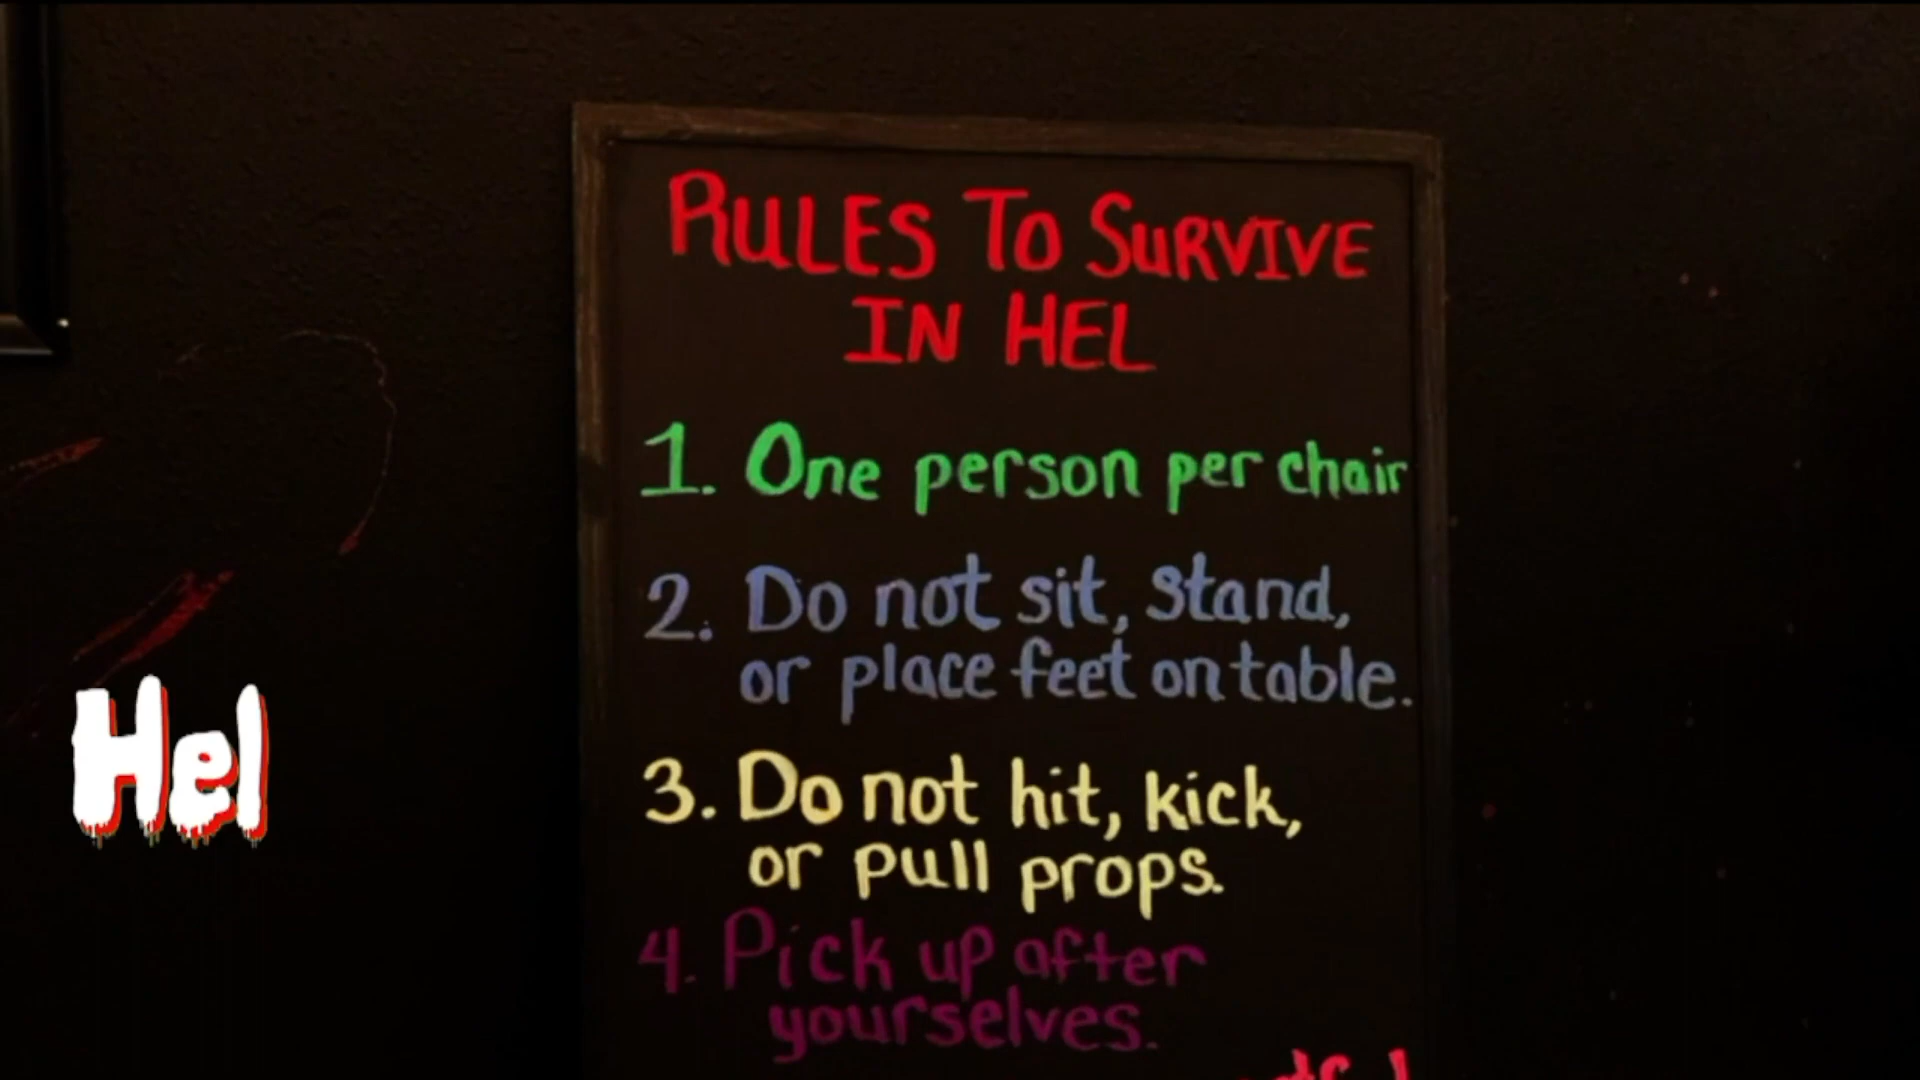 RULES TO SURVIVE
IN HEL
1. One person per chair
2. Do not sit, stand,
or place feet on table.
3. Do not hit, kick,
or pull props.
4. Pick up after
yourselves.
Hel